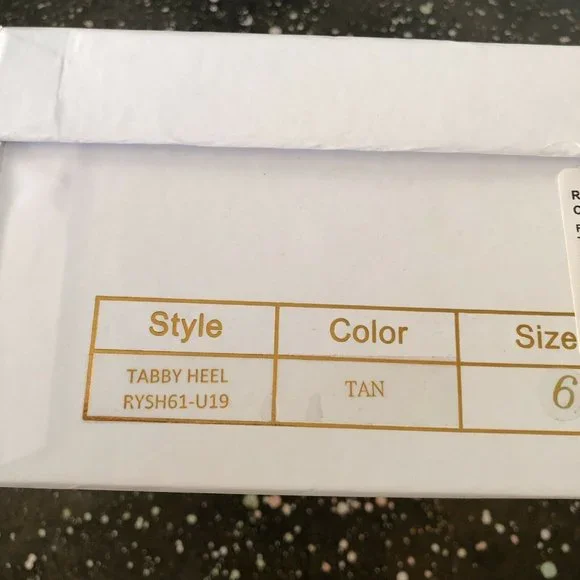 Style Color Size
TABBY HEEL
RYSH61-U19
TAN
6